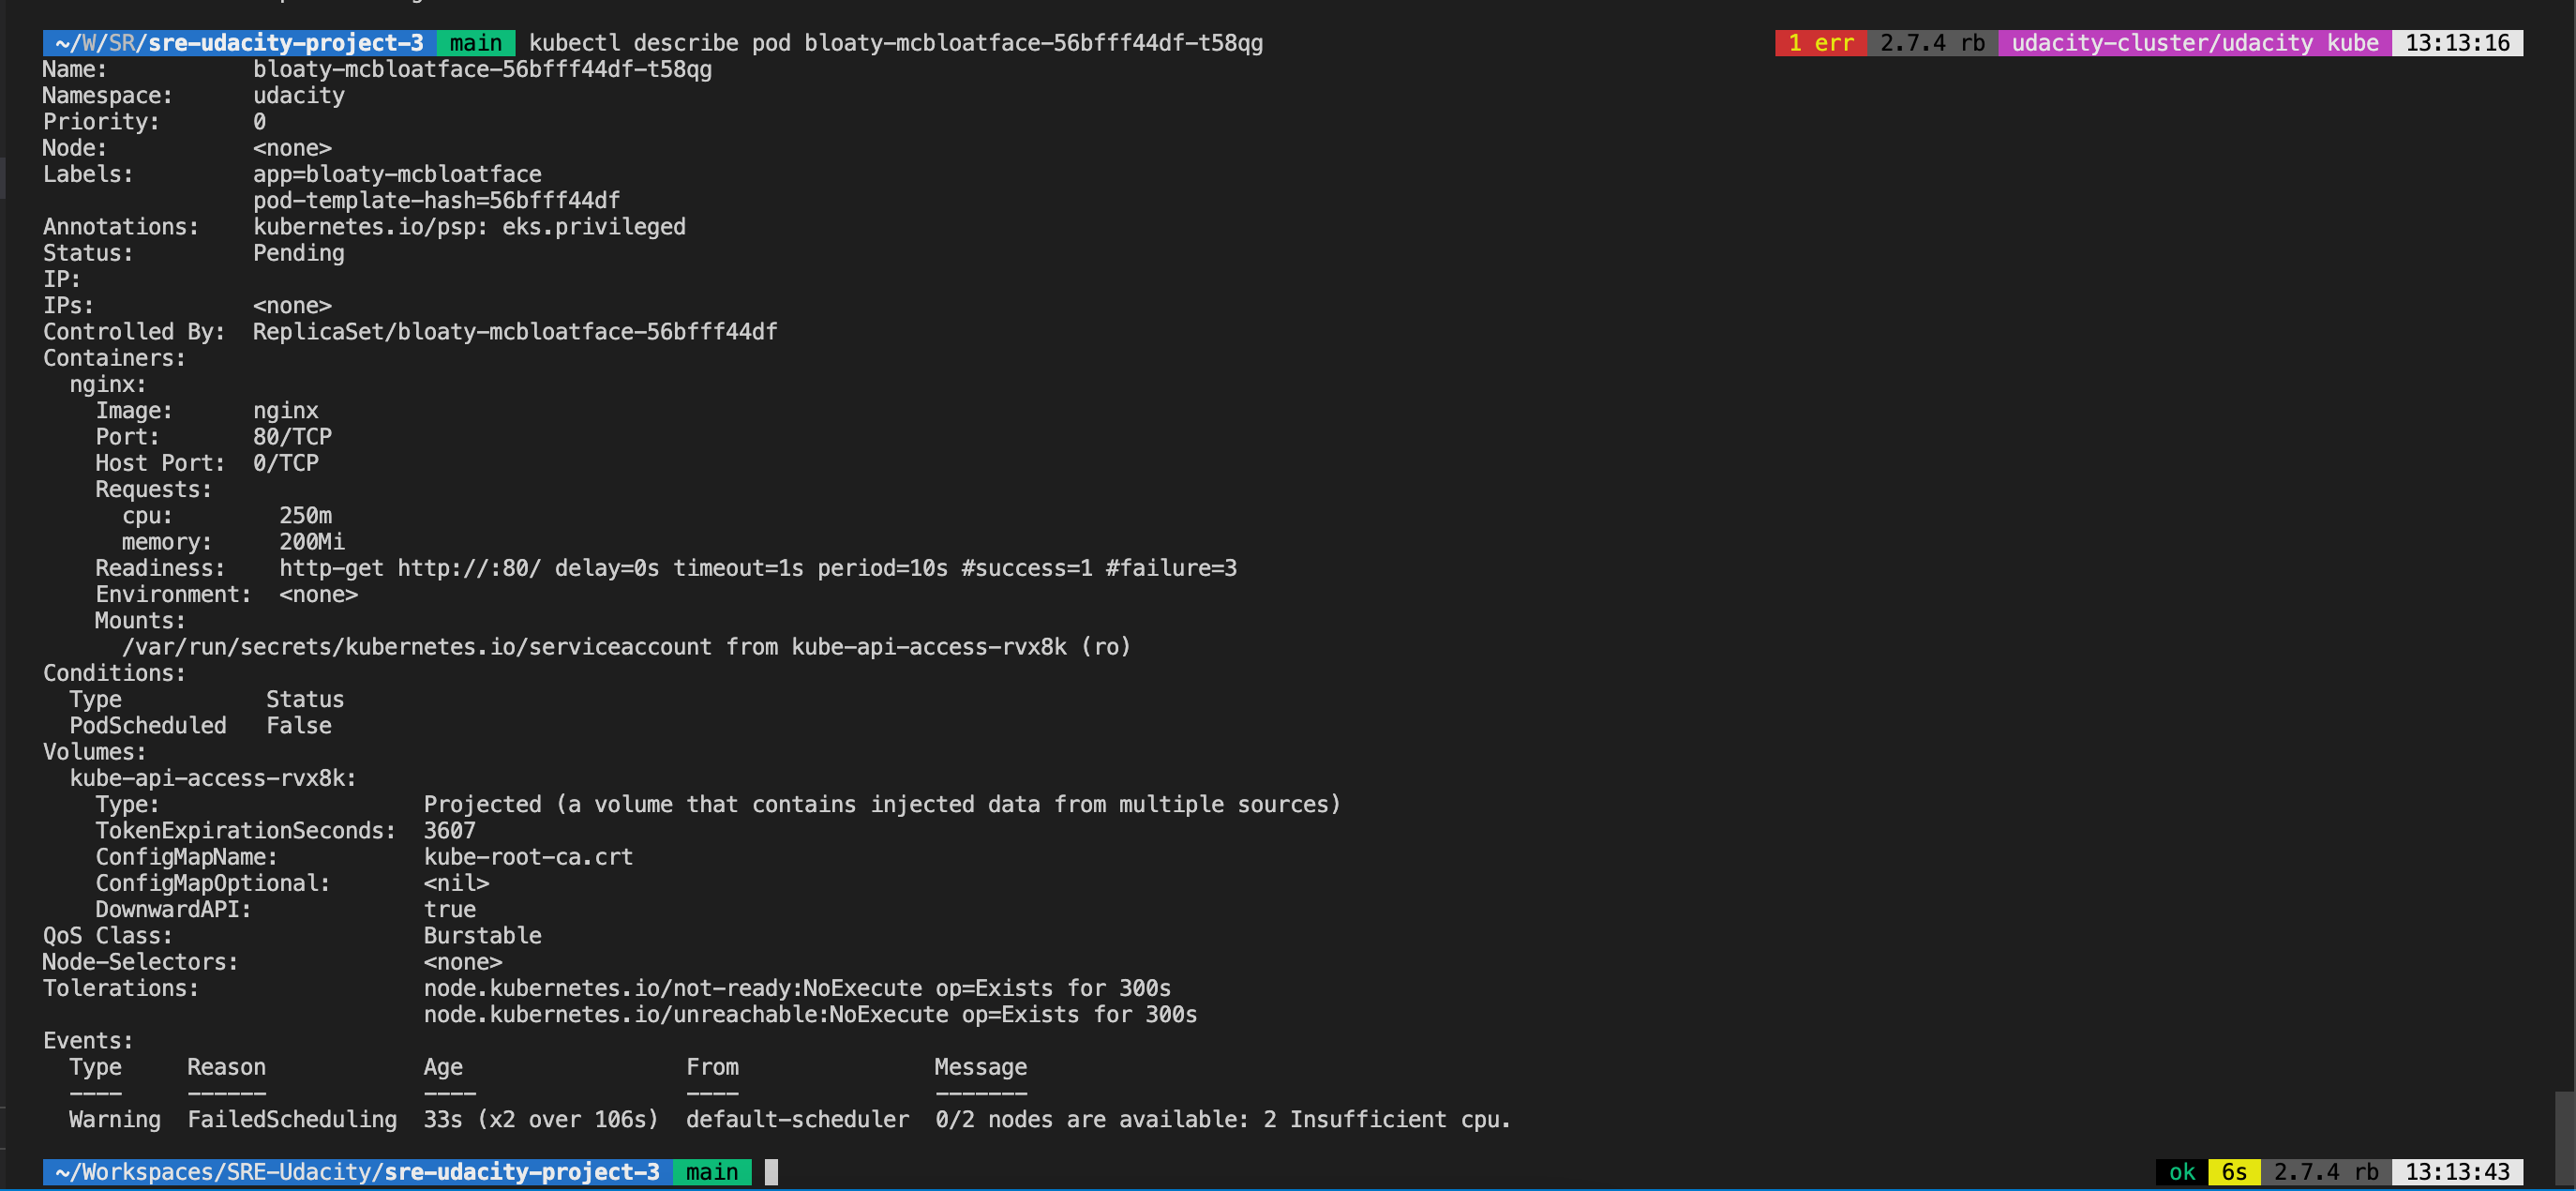 ~/W/SR/sre-udacity-project-3 main kubectl describe pod bloaty-mcbloatface-56bfff44df-t58qg 1 err 2.7.4 rb udacity-cluster/udacity kube 13:13:16
Name: bloaty-mcbloatface-56bfff44df-t58qg
Namespace: udacity
Priority: 0
Node: <none>
Labels: app=bloaty-mcbloatface
pod-template-hash=56bfff44df
Annotations: kubernetes.io/psp: eks.privileged
Status: Pending
IP:
IPs: <none>
Controlled By: ReplicaSet/bloaty-mcbloatface-56bfff44df
Containers:
nginx:
Image: nginx
Port: 80/TCP
Host Port: 0/TCP
Requests:
cpu: 250m
memory: 200Mi
Readiness: http-get http://:80/ delay=0s timeout=1s period=10s #success=1 #failure=3
Environment: <none>
Mounts:
/var/run/secrets/kubernetes.io/serviceaccount from kube-api-access-rvx8k (ro)
Conditions:
Type Status
PodScheduled False
Volumes:
kube-api-access-rvx8k:
Type: Projected (a volume that contains injected data from multiple sources)
TokenExpirationSeconds: 3607
ConfigMapName: kube-root-ca.crt
ConfigMapOptional: <nil>
DownwardAPI: true
QoS Class: Burstable
Node-Selectors: <none>
Tolerations: node.kubernetes.io/not-ready:NoExecute op=Exists for 300s
node.kubernetes.io/unreachable:NoExecute op=Exists for 300s
Events:
Type Reason Age From Message
---- ------ ---- ---- -------
Warning FailedScheduling 33s (x2 over 106s) default-scheduler 0/2 nodes are available: 2 Insufficient cpu.
~/Workspaces/SRE-Udacity/sre-udacity-project-3 main ok 6s 2.7.4 rb 13:13:43